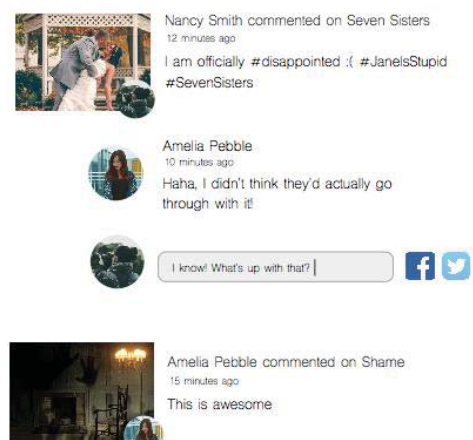 Nancy Smith commented on Seven Sisters
12 minutes ago
I am officially #disappointed :( #JaneIsStupid
#SevenSisters
Amelia Pebble
10 minutes ago
Haha, I didn't think they'd actually go
through with it!
I know! What's up with that?
Amelia Pebble commented on Shame
15 minutes ago
This is awesome